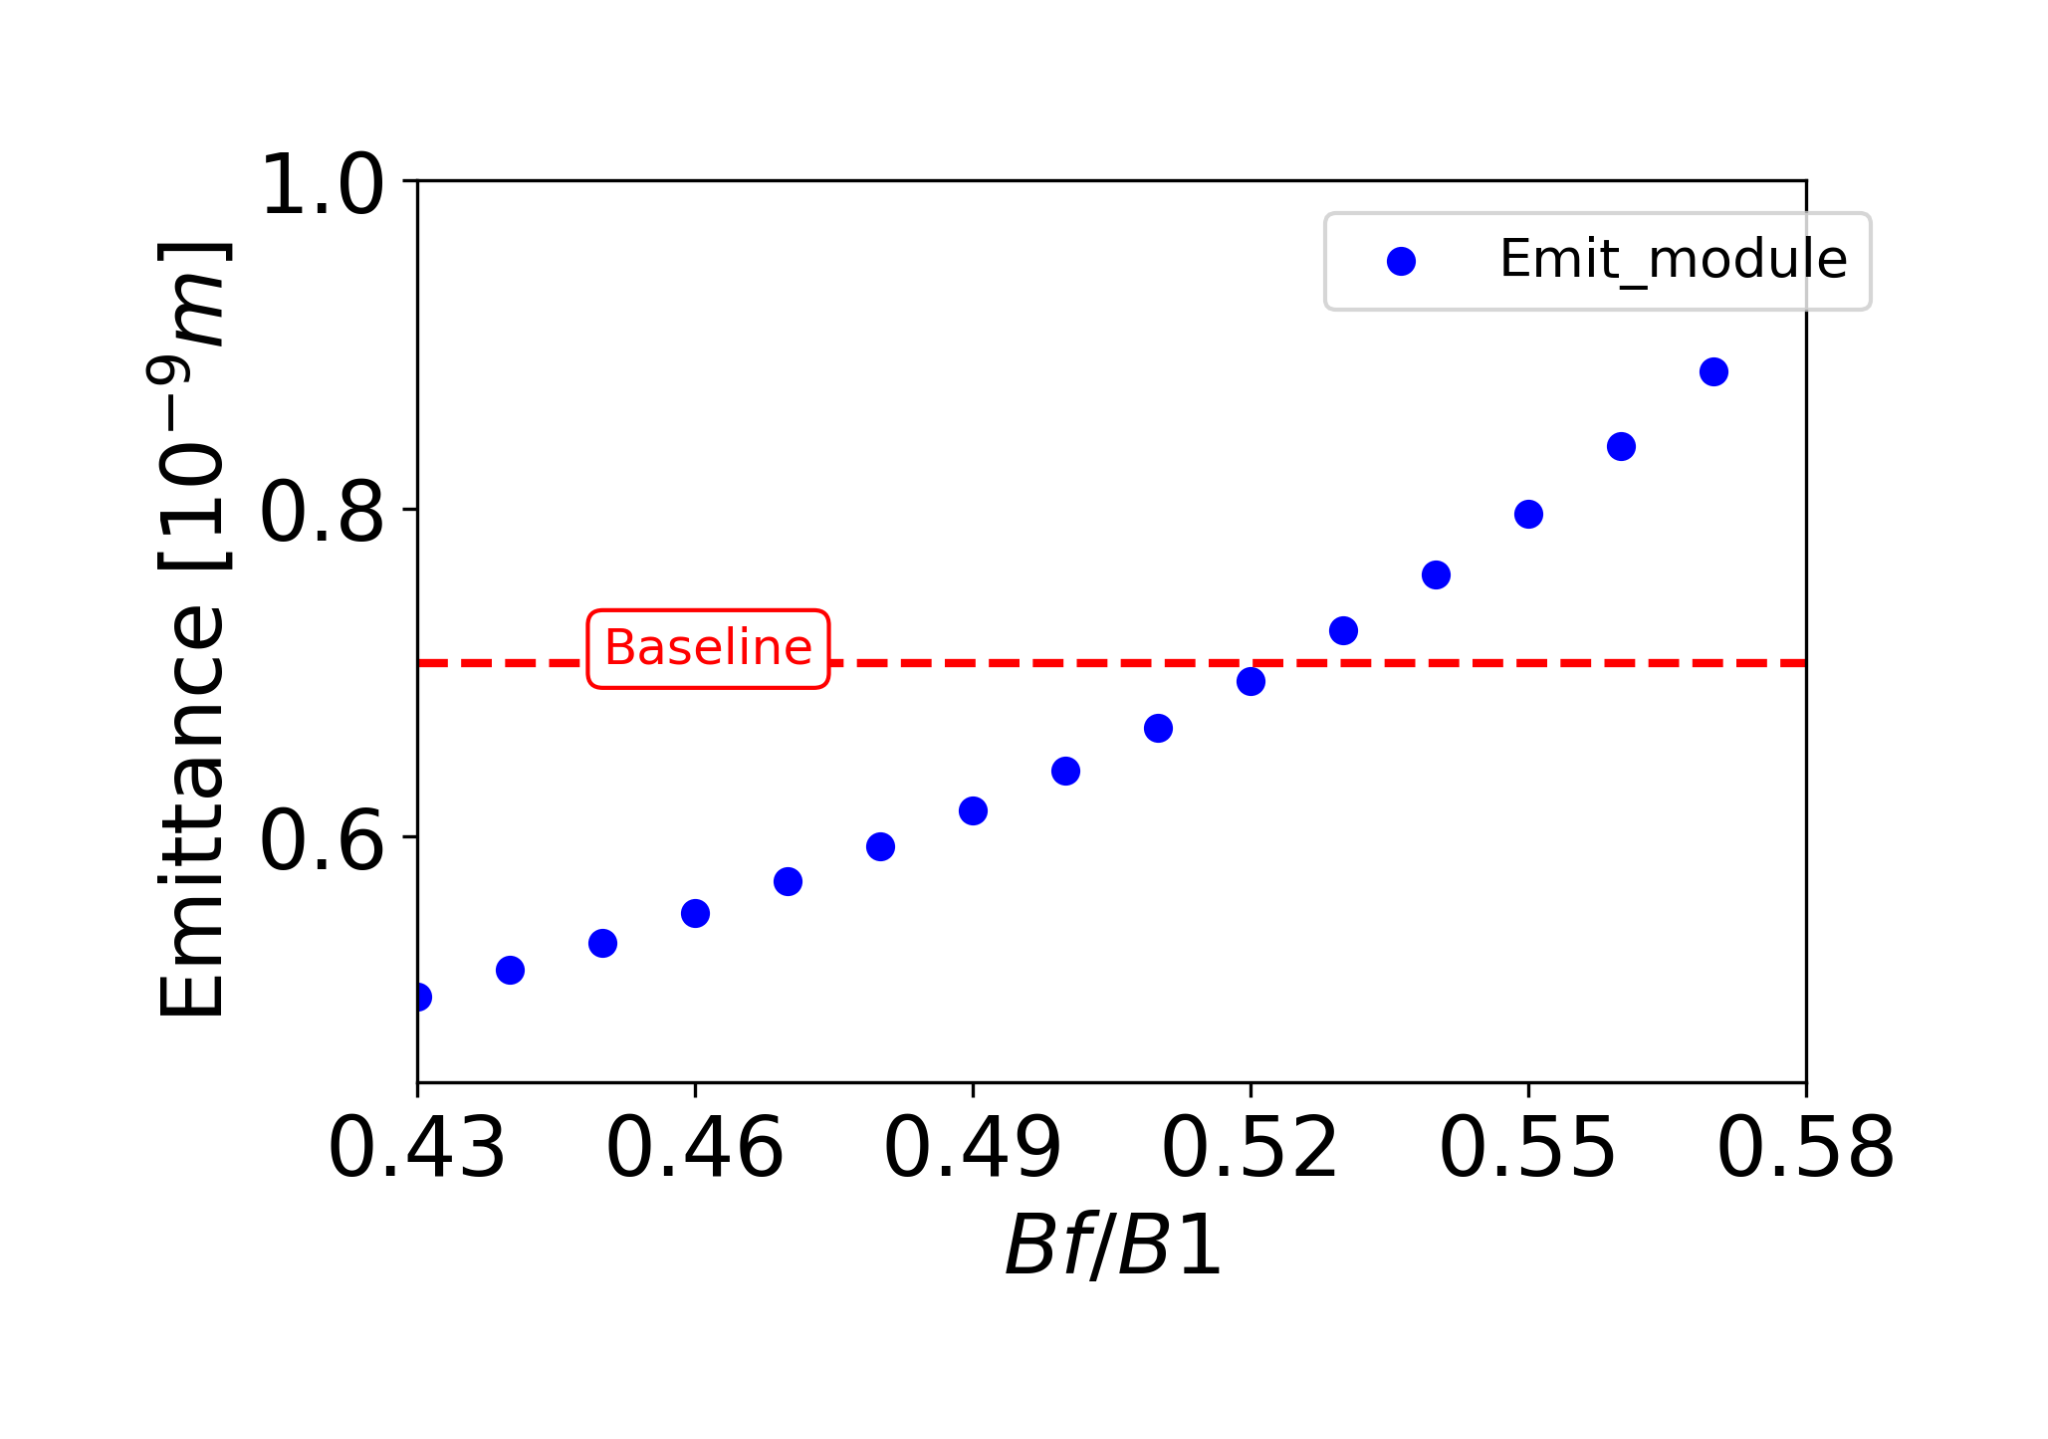 1.0
0.8
0.6
Emittance [10⁻⁹m]
Emit_module
Baseline
0.43 0.46 0.49 0.52 0.55 0.58
Bf/B1